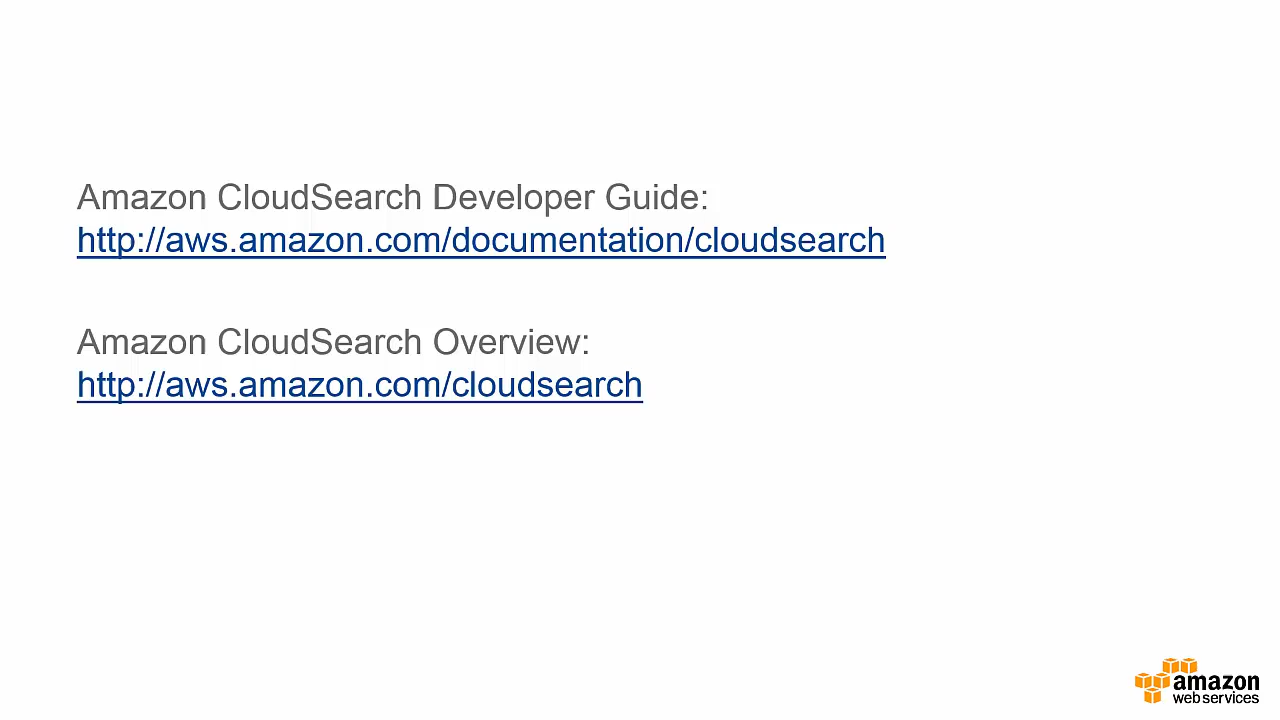 Amazon CloudSearch Developer Guide:
http://aws.amazon.com/documentation/cloudsearch
Amazon CloudSearch Overview:
http://aws.amazon.com/cloudsearch
amazon
webservices